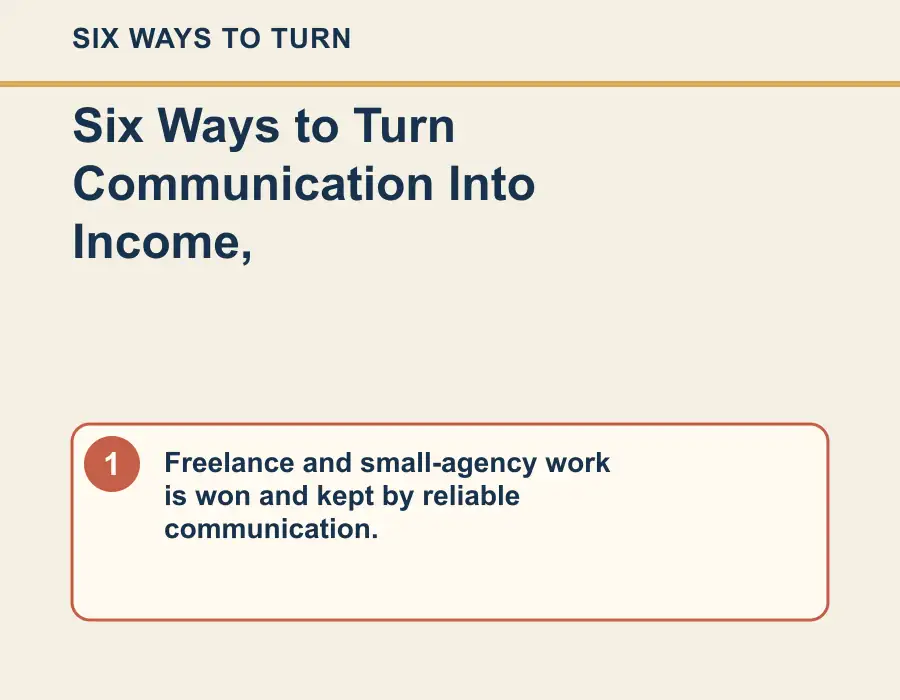 SIX WAYS TO TURN
Six Ways to Turn
Communication Into
Income,
1
Freelance and small-agency work
is won and kept by reliable
communication.